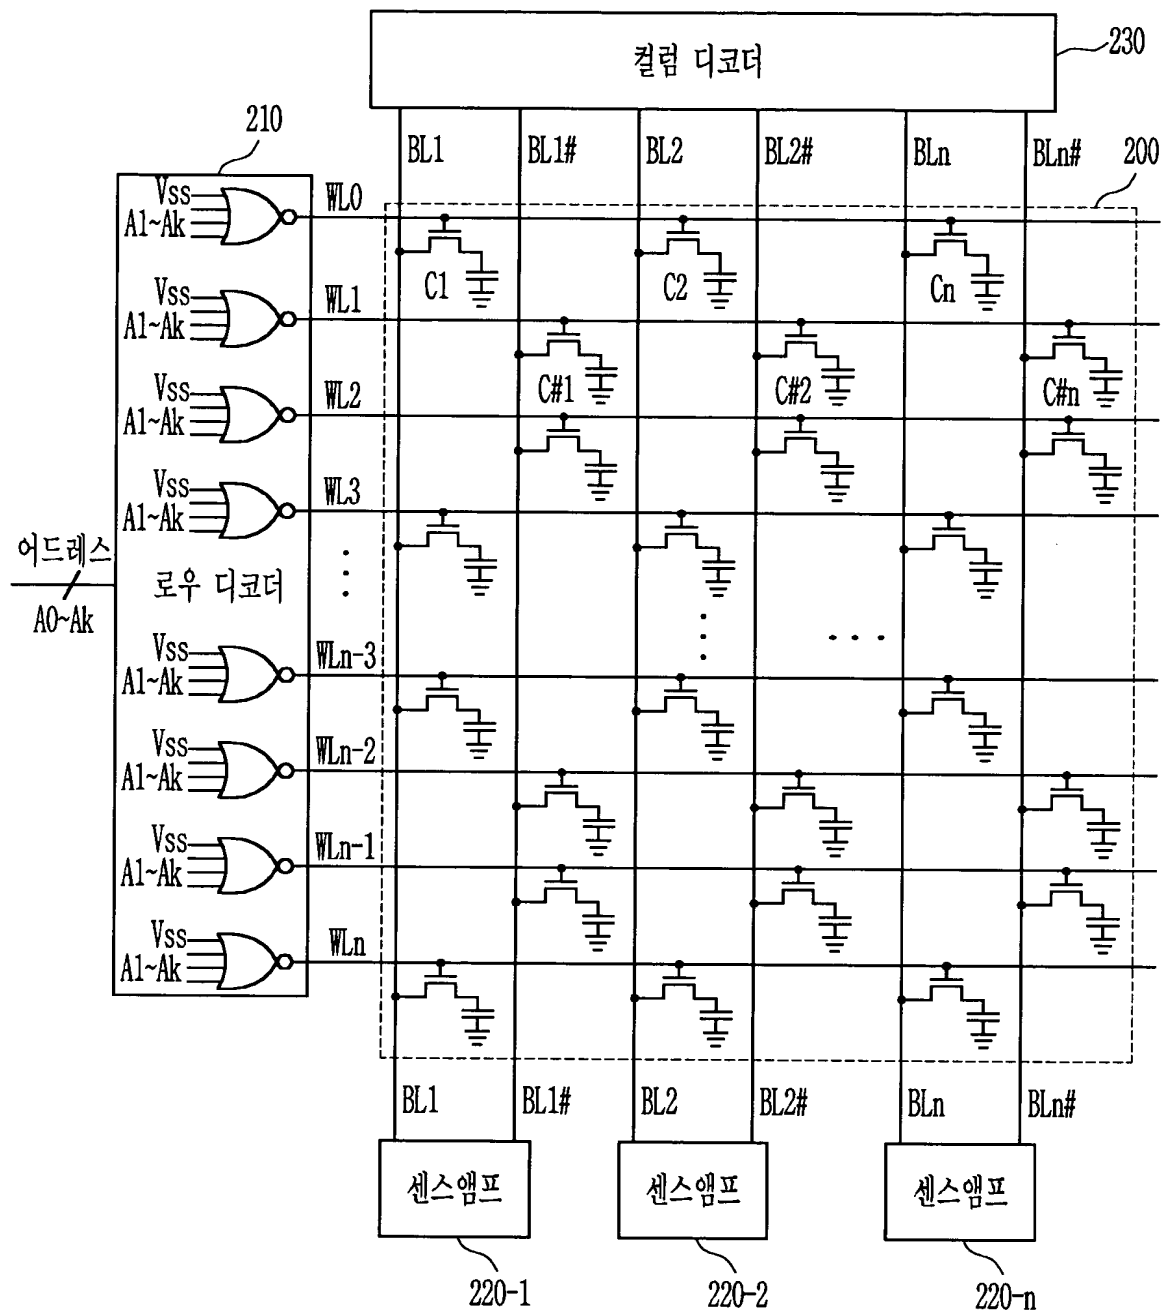 컬럼 디코더
230
210
BL1
BL1#
BL2
BL2#
BLn
BLn#
200
Vss
A1~Ak
WL0
C1
C2
Cn
Vss
A1~Ak
WL1
C#1
C#2
C#n
Vss
A1~Ak
WL2
Vss
A1~Ak
WL3
어드레스
A0~Ak
로우 디코더
Vss
A1~Ak
WLn-3
Vss
A1~Ak
WLn-2
Vss
A1~Ak
WLn-1
Vss
A1~Ak
WLn
BL1
BL1#
BL2
BL2#
BLn
BLn#
센스앰프
센스앰프
센스앰프
220-1
220-2
220-n